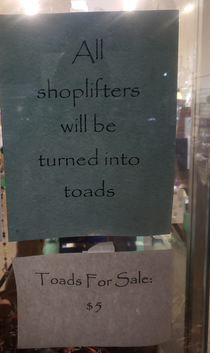 All
shoplifters
will be
turned into
toads
Toads For Sale:
$5